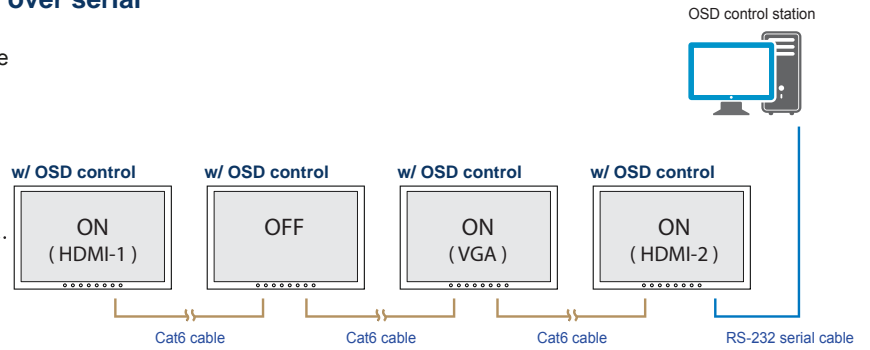 over serial
OSD control station
e
w/ OSD control
w/ OSD control
w/ OSD control
w/ OSD control
ON
( HDMI-1 )
OFF
ON
( VGA )
ON
( HDMI-2 )
.
Cat6 cable
Cat6 cable
Cat6 cable
RS-232 serial cable